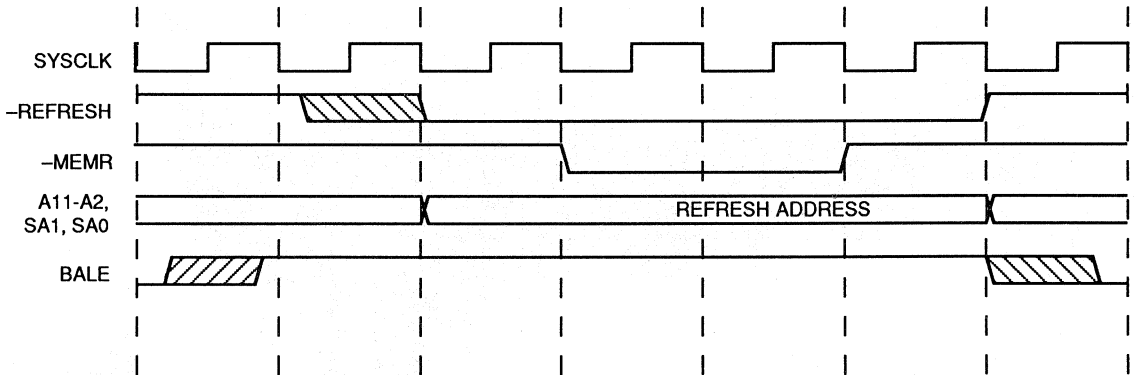 SYSCLK
–REFRESH
–MEMR
A11-A2,
SA1, SA0
REFRESH ADDRESS
BALE